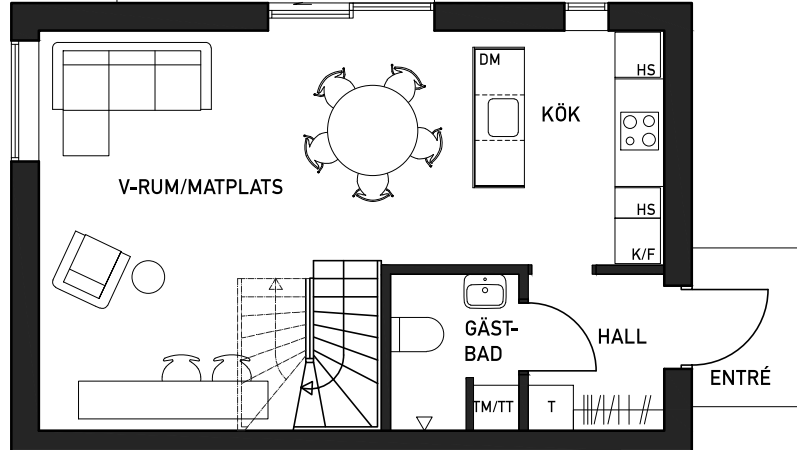 DM
HS
KÖK
V-RUM/MATPLATS
HS
K/F
GÄST-
BAD
HALL
ENTRÉ
TM/TT
T